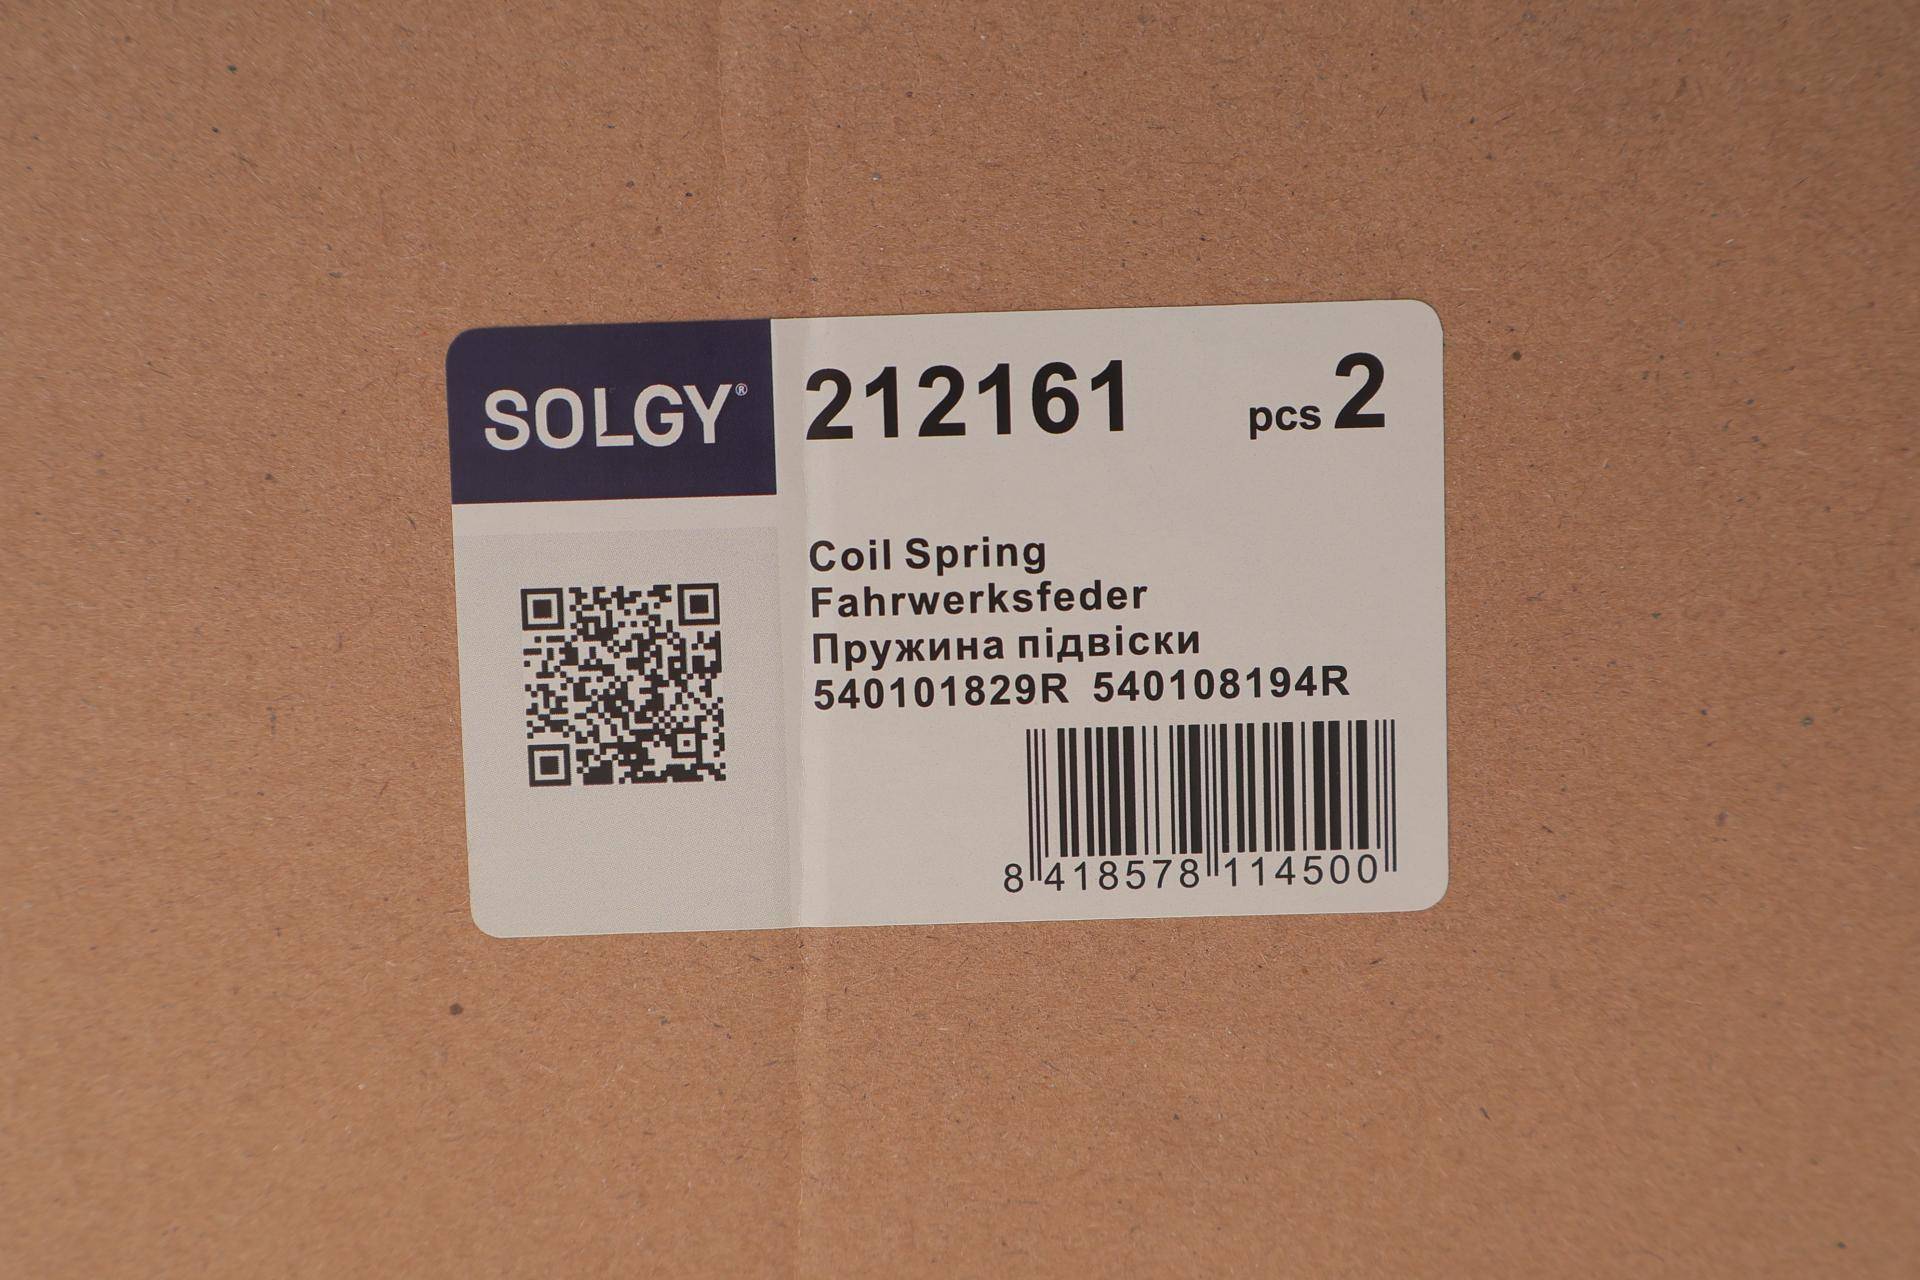 SOLGY®
212161 pcs 2
Coil Spring
Fahrwerksfeder
Пружина підвіски
540101829R 540108194R
8 418578 114500